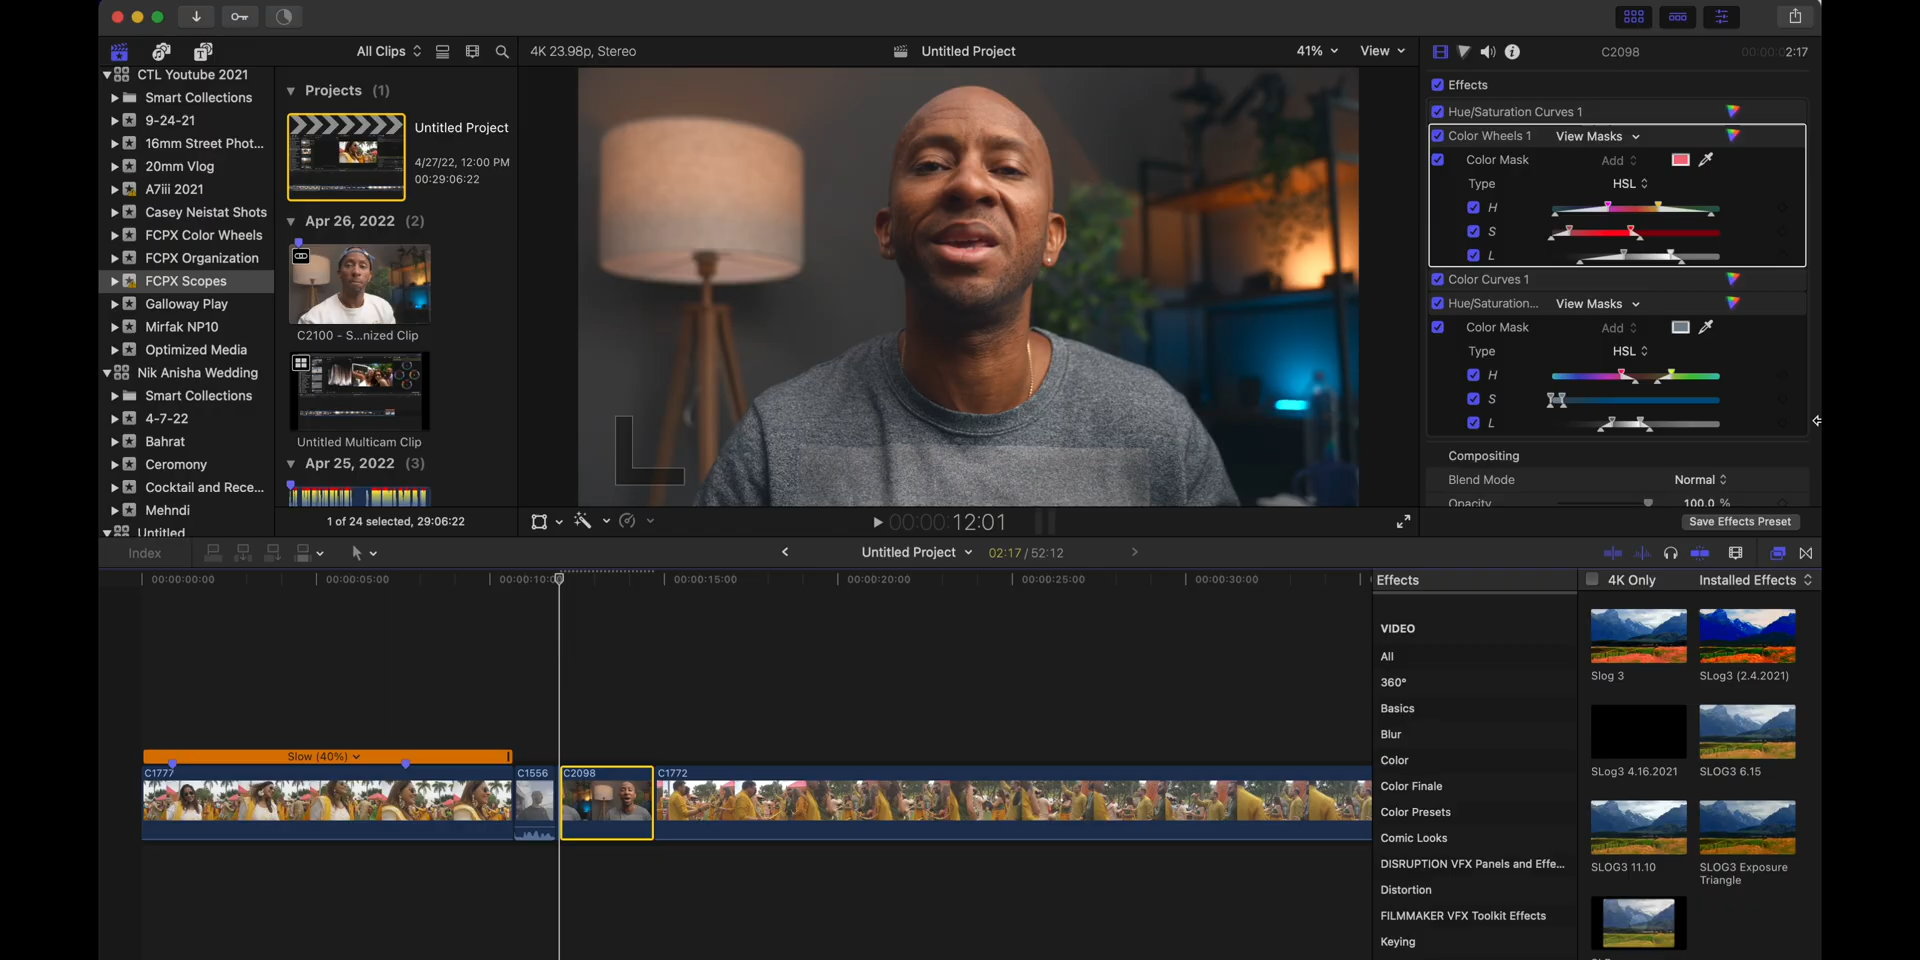 All Clips
4K 23.98p, Stereo
Untitled Project
41%
View
C2098
00:00:02:17
CTL Youtube 2021
Smart Collections
9-24-21
16mm Street Phot...
20mm Vlog
A7iii 2021
Casey Neistat Shots
FCPX Color Wheels
FCPX Organization
FCPX Scopes
Galloway Play
Mirfak NP10
Optimized Media
Nik Anisha Wedding
Smart Collections
4-7-22
Bahrat
Ceromony
Cocktail and Rece...
Mehndi
Untitled
Projects (1)
Untitled Project
4/27/22, 12:00 PM
00:29:06:22
Apr 26, 2022 (2)
C2100 - S...nized Clip
Untitled Multicam Clip
Apr 25, 2022 (3)
1 of 24 selected, 29:06:22
00:00:12:01
Effects
Hue/Saturation Curves 1
Color Wheels 1 View Masks
Color Mask Add
Type HSL
H
S
L
Color Curves 1
Hue/Saturation... View Masks
Color Mask Add
Type HSL
H
S
L
Compositing
Blend Mode Normal
Opacity 100.0 %
Save Effects Preset
Index
Untitled Project
02:17 / 52:12
00:00:00:00
00:00:05:00
00:00:10:0
00:00:15:00
00:00:20:00
00:00:25:00
00:00:30:00
Slow (40%)
C1777
C1556
C2098
C1772
Effects
4K Only
Installed Effects
VIDEO
All
360°
Basics
Blur
Color
Color Finale
Color Presets
Comic Looks
DISRUPTION VFX Panels and Effe...
Distortion
FILMMAKER VFX Toolkit Effects
Keying
Slog 3
SLog3 (2.4.2021)
SLog3 4.16.2021
SLOG3 6.15
SLOG3 11.10
SLOG3 Exposure
Triangle